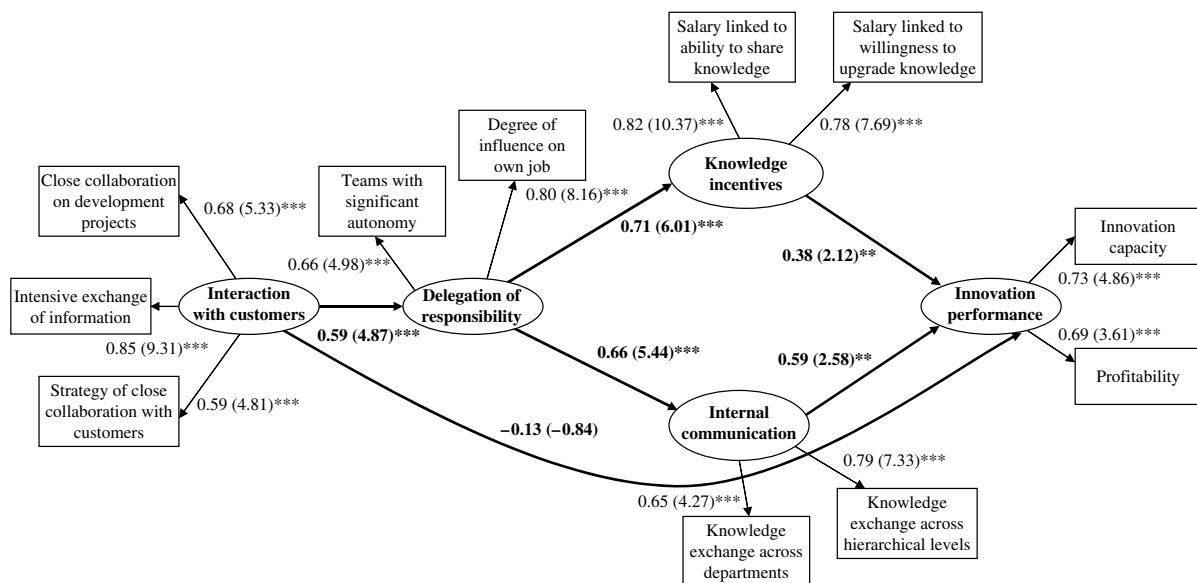 Salary linked to
ability to share
knowledge
Salary linked to
willingness to
upgrade knowledge
0.82 (10.37)***
0.78 (7.69)***
Degree of
influence on
own job
Knowledge
incentives
Close collaboration
on development
projects
Teams with
significant
autonomy
0.80 (8.16)***
0.68 (5.33)***
0.71 (6.01)***
Innovation
capacity
0.66 (4.98)***
0.38 (2.12)**
0.73 (4.86)***
Intensive exchange
of information
Interaction
with customers
Delegation of
responsibility
Innovation
performance
0.59 (4.87)***
0.85 (9.31)***
0.69 (3.61)***
0.66 (5.44)***
0.59 (2.58)**
Profitability
Strategy of close
collaboration with
customers
0.59 (4.81)***
Internal
communication
−0.13 (−0.84)
0.79 (7.33)***
0.65 (4.27)***
Knowledge
exchange across
hierarchical levels
Knowledge
exchange across
departments